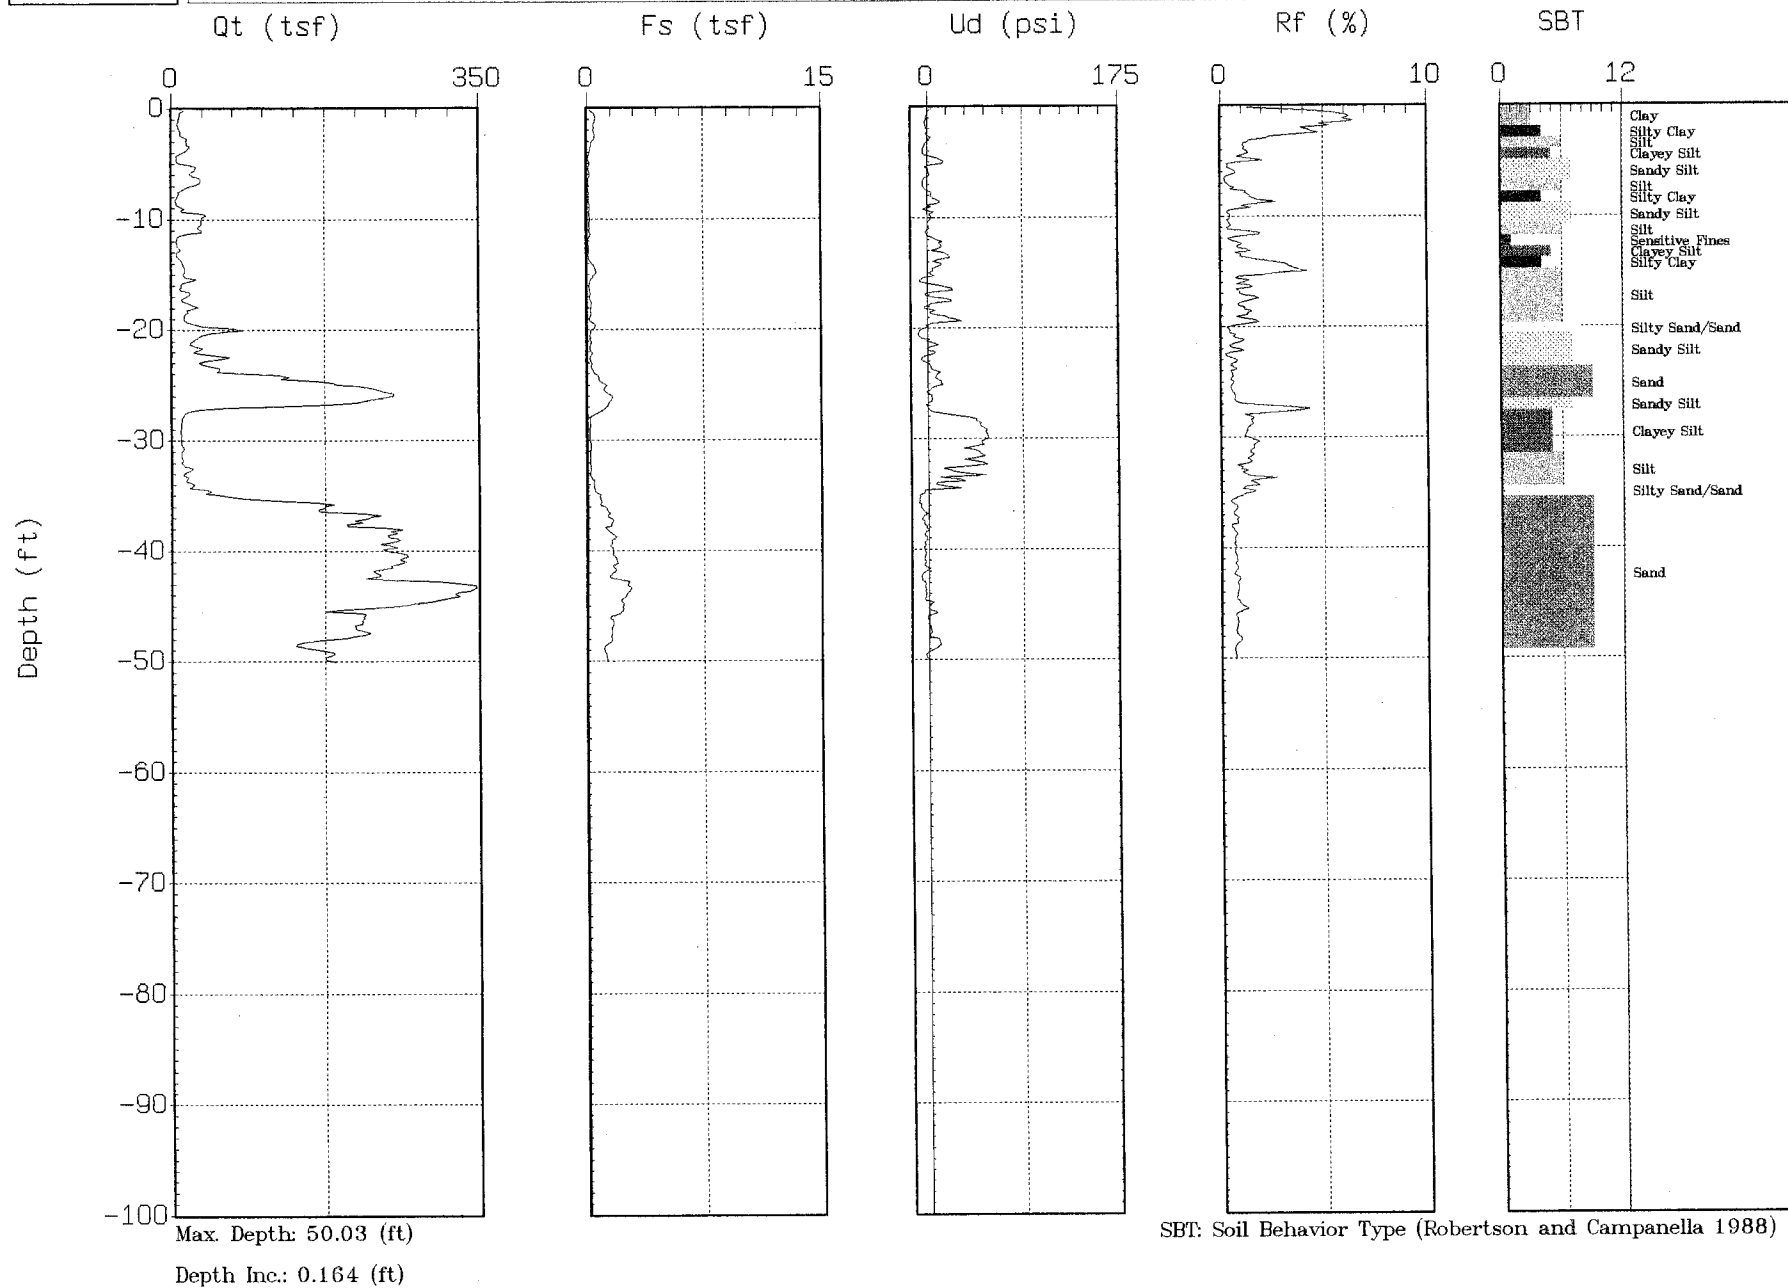 Qt (tsf) Fs (tsf) Ud (psi) Rf (%) SBT
0 350 0 15 0 175 0 10 0 12
0
-10
-20
-30
-40
-50
-60
-70
-80
-90
-100
Depth (ft)
Clay
Silty Clay
Silt
Clayey Silt
Sandy Silt
Silt
Silty Clay
Sandy Silt
Silt
Sensitive Fines
Clayey Silt
Silty Clay
Silt
Silty Sand/Sand
Sandy Silt
Sand
Sandy Silt
Clayey Silt
Silt
Silty Sand/Sand
Sand
Max. Depth: 50.03 (ft)
SBT: Soil Behavior Type (Robertson and Campanella 1988)
Depth Inc.: 0.164 (ft)